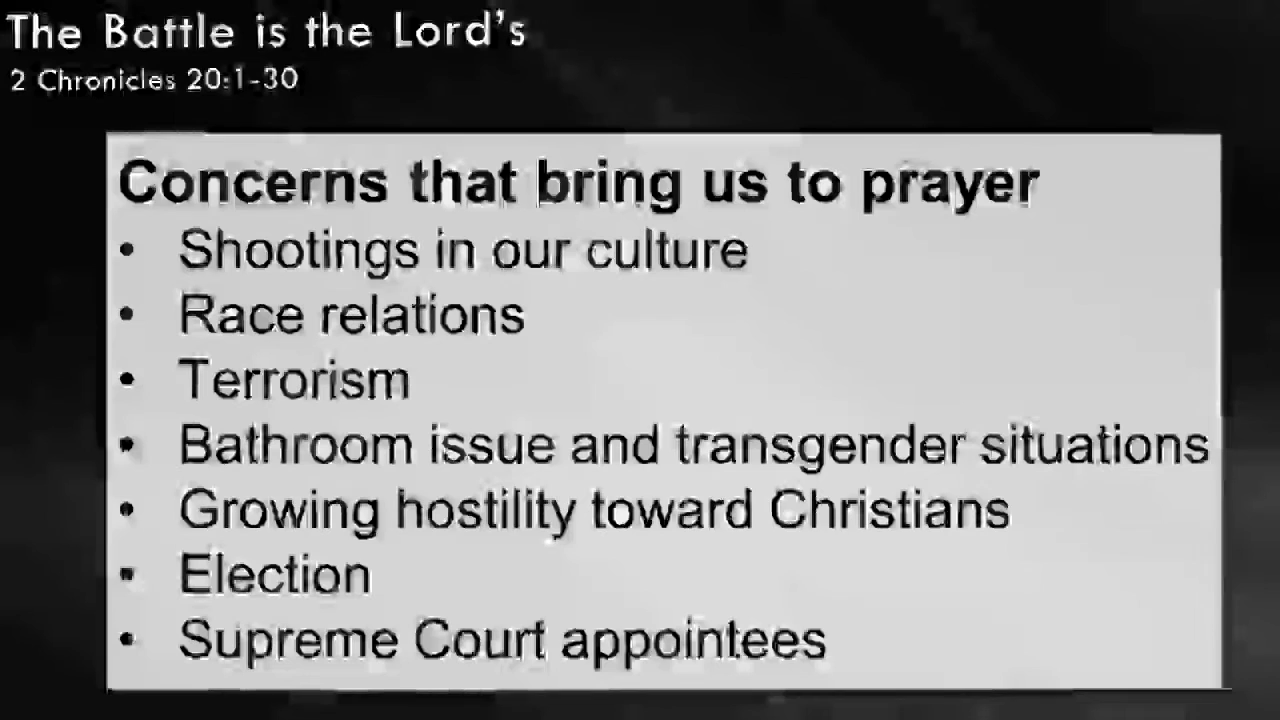 The Battle is the Lord's
2 Chronicles 20:1-30
Concerns that bring us to prayer
• Shootings in our culture
• Race relations
• Terrorism
• Bathroom issue and transgender situations
• Growing hostility toward Christians
• Election
• Supreme Court appointees